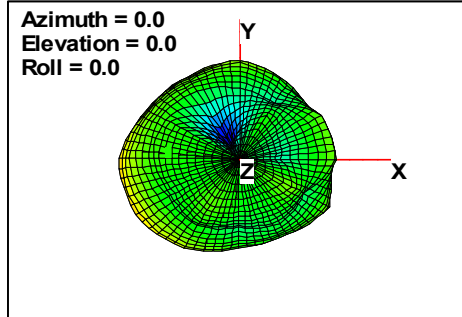 Azimuth = 0.0
Elevation = 0.0
Roll = 0.0
Y
Z
X